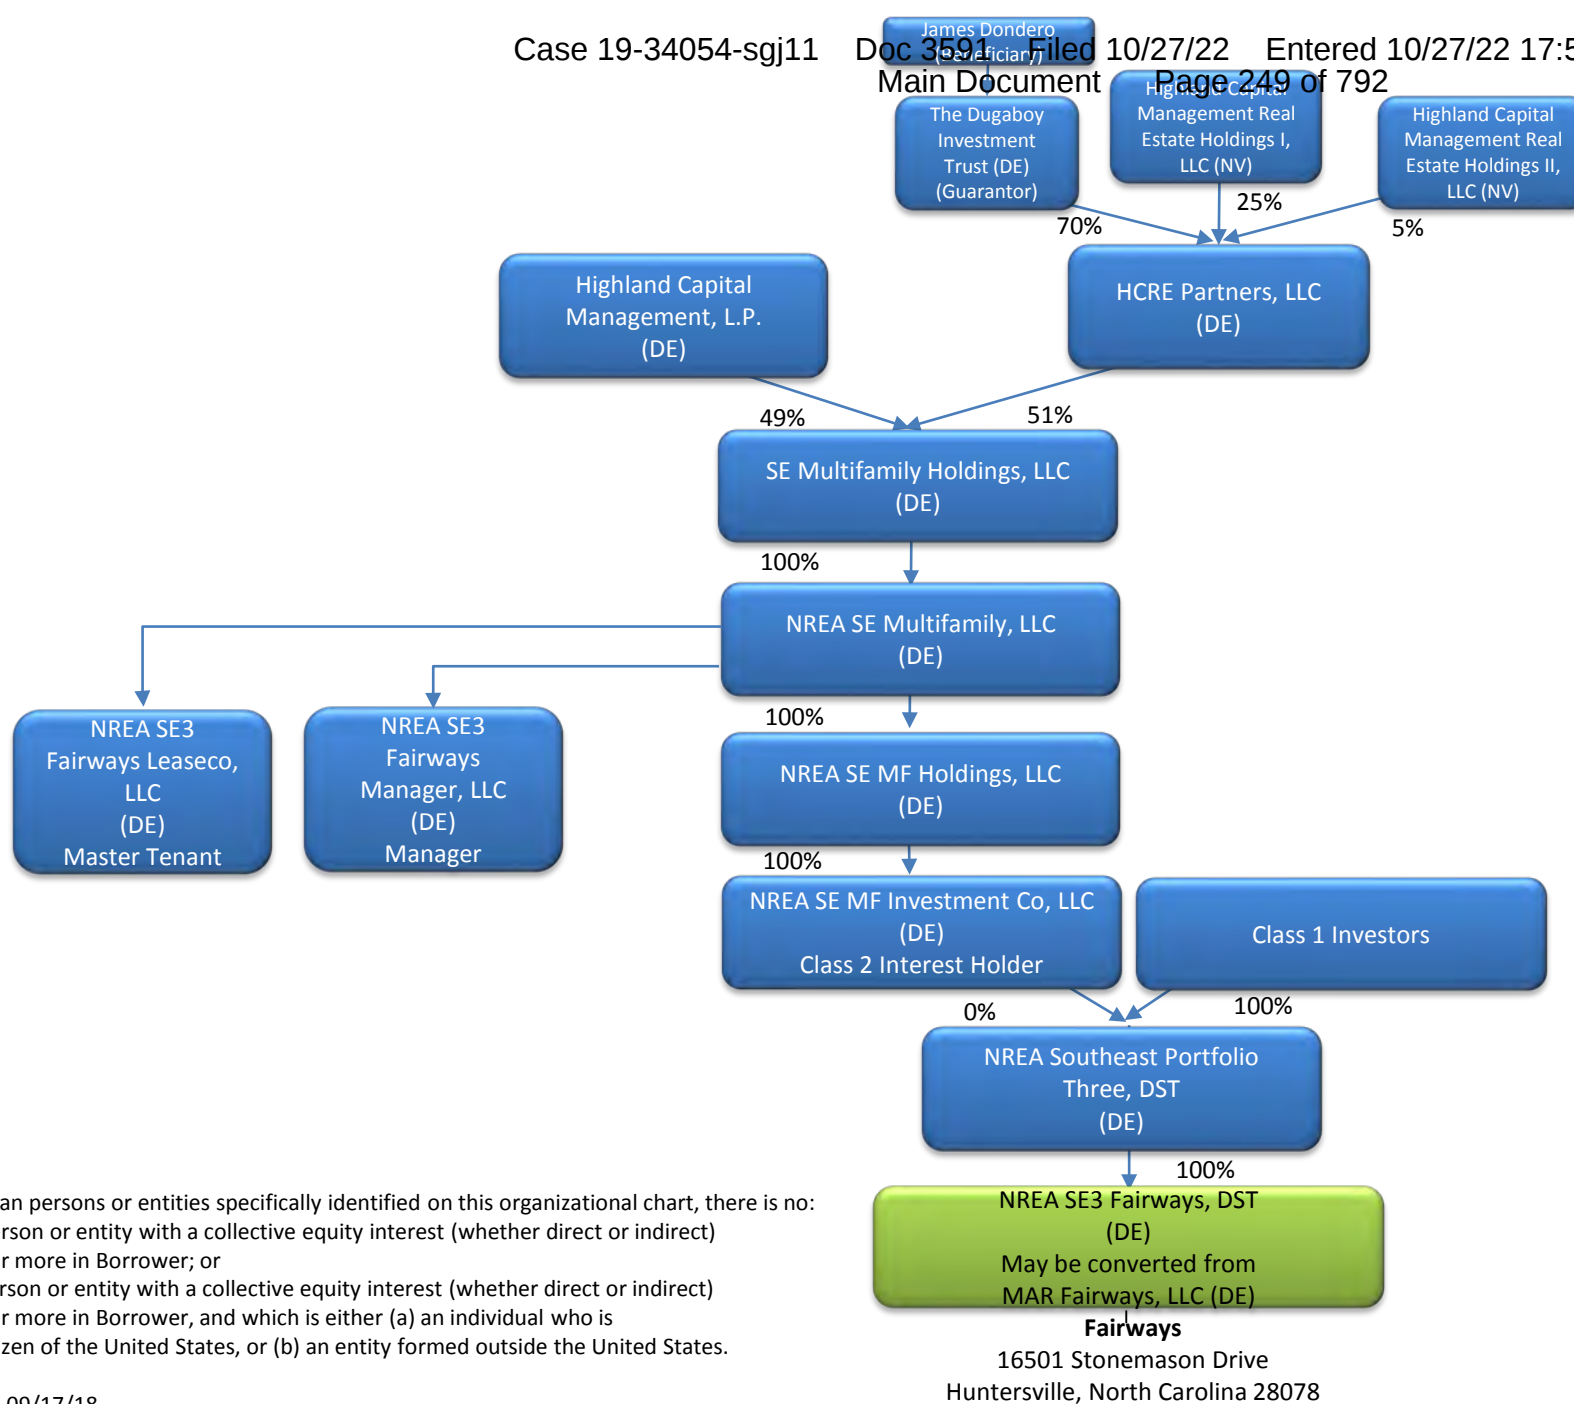 James Dondero
(Beneficiary)
Case 19-34054-sgj11 Doc 3591 Filed 10/27/22 Entered 10/27/22 17:5
Main Document Page 249 of 792
The Dugaboy
Investment
Trust (DE)
(Guarantor)
Highland Capital
Management Real
Estate Holdings I,
LLC (NV)
Highland Capital
Management Real
Estate Holdings II,
LLC (NV)
70%
25%
5%
Highland Capital
Management, L.P.
(DE)
HCRE Partners, LLC
(DE)
49%
51%
SE Multifamily Holdings, LLC
(DE)
100%
NREA SE Multifamily, LLC
(DE)
NREA SE3
Fairways Leaseco,
LLC
(DE)
Master Tenant
NREA SE3
Fairways
Manager, LLC
(DE)
Manager
100%
NREA SE MF Holdings, LLC
(DE)
100%
NREA SE MF Investment Co, LLC
(DE)
Class 2 Interest Holder
Class 1 Investors
0%
100%
NREA Southeast Portfolio
Three, DST
(DE)
100%
NREA SE3 Fairways, DST
(DE)
May be converted from
MAR Fairways, LLC (DE)
Fairways
16501 Stonemason Drive
Huntersville, North Carolina 28078
an persons or entities specifically identified on this organizational chart, there is no:
rson or entity with a collective equity interest (whether direct or indirect)
r more in Borrower; or
erson or entity with a collective equity interest (whether direct or indirect)
r more in Borrower, and which is either (a) an individual who is
zen of the United States, or (b) an entity formed outside the United States.
09/17/18